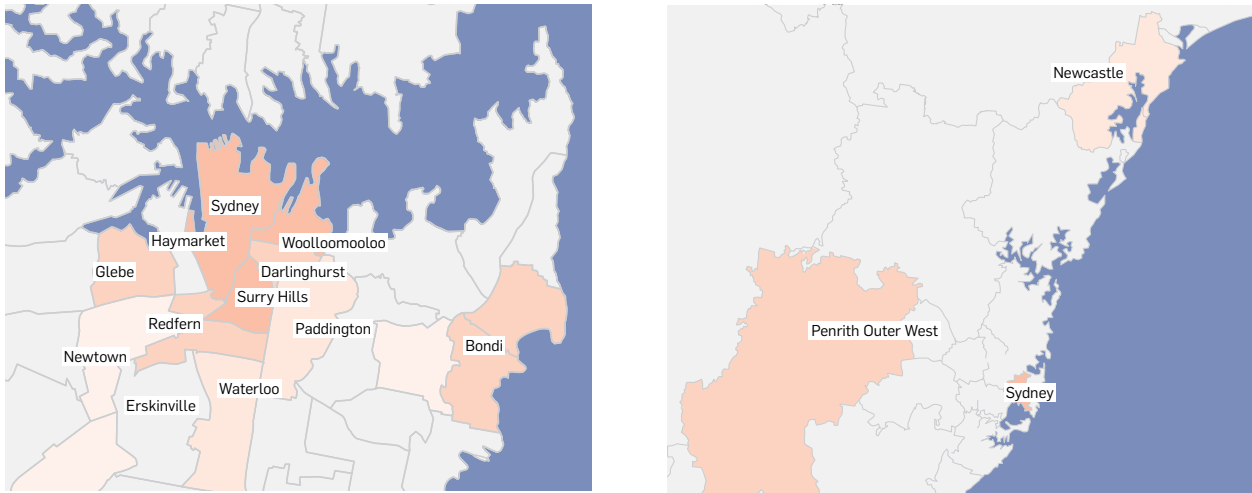 Sydney
Haymarket
Woolloomooloo
Glebe
Darlinghurst
Surry Hills
Redfern
Paddington
Newtown
Bondi
Waterloo
Erskinville
Newcastle
Penrith Outer West
Sydney